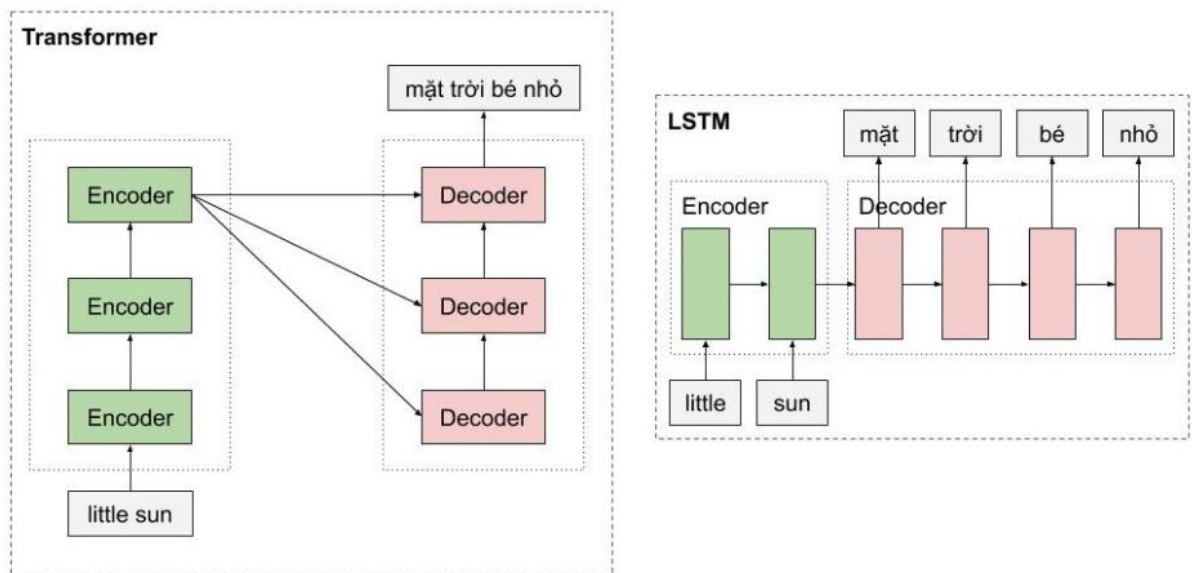 Transformer
mặt trời bé nhỏ
Encoder
Decoder
Encoder
Decoder
Encoder
Decoder
little sun
LSTM
mặt
trời
bé
nhỏ
Encoder
Decoder
little
sun